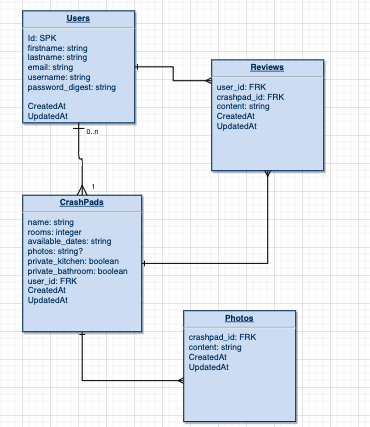 Users
Id: SPK
firstname: string
lastname: string
email: string
username: string
password_digest: string
CreatedAt
UpdatedAt
Reviews
user_id: FRK
crashpad_id: FRK
content: string
CreatedAt
UpdatedAt
0..n
1
CrashPads
name: string
rooms: integer
available_dates: string
photos: string?
private_kitchen: boolean
private_bathroom: boolean
user_id: FRK
CreatedAt
UpdatedAt
Photos
crashpad_id: FRK
content: string
CreatedAt
UpdatedAt